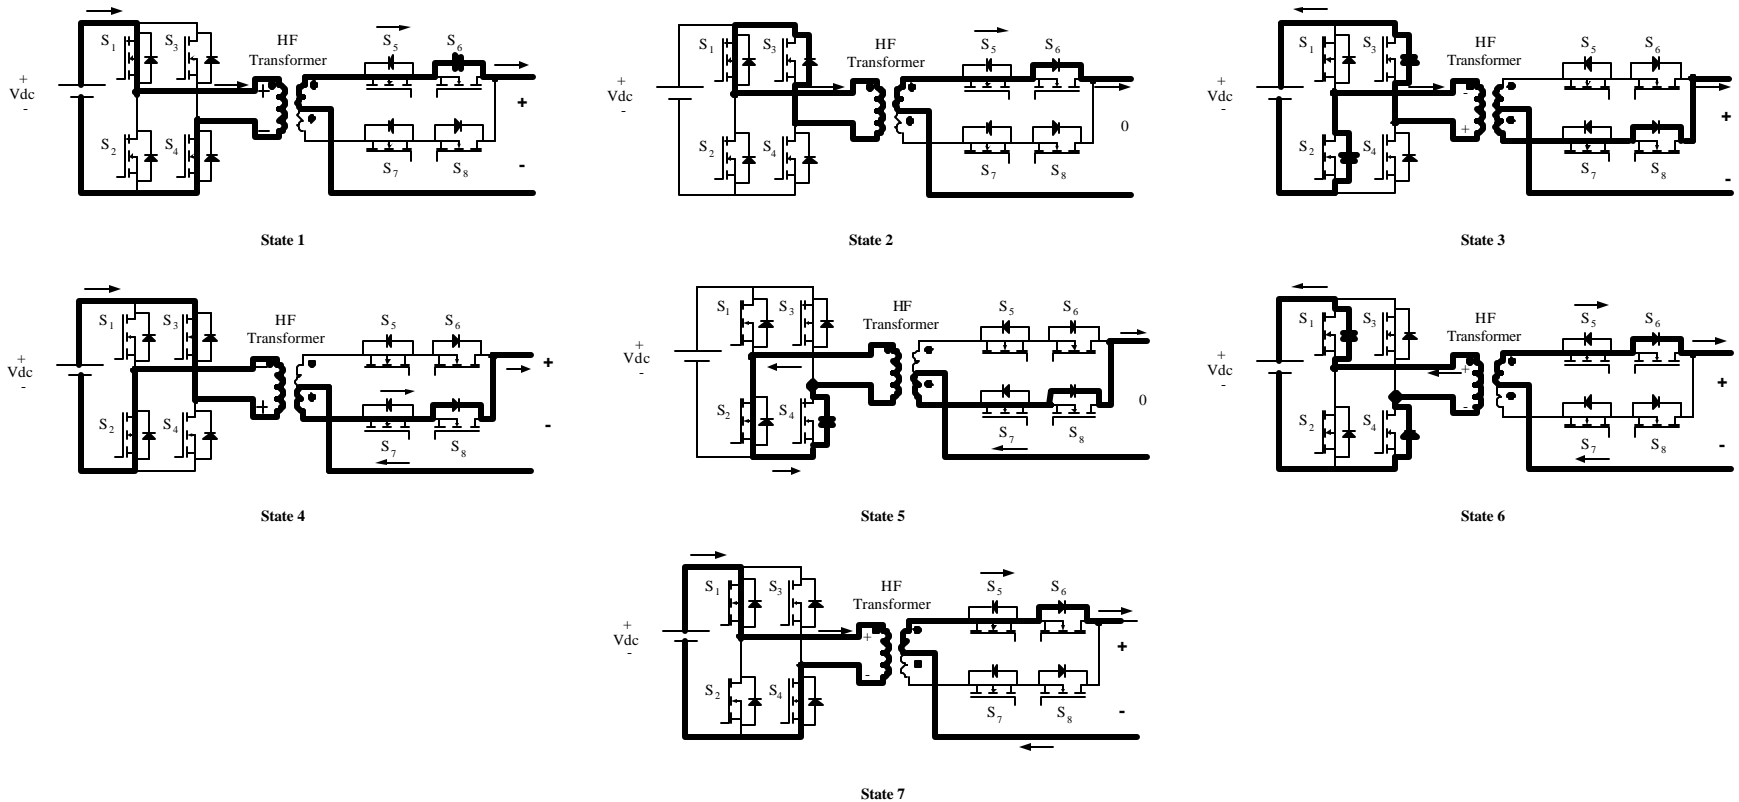 S1 S3 HF Transformer S5 S6
+ Vdc -
S2 S4 S7 S8
+ -
+
-
State 1
S1 S3 HF Transformer S5 S6
+ Vdc -
S2 S4 S7 S8
0
State 2
S1 S3 HF Transformer S5 S6
+ Vdc -
S2 S4 S7 S8
- +
+
-
State 3
S1 S3 HF Transformer S5 S6
+ Vdc -
S2 S4 S7 S8
- +
+
-
State 4
S1 S3 HF Transformer S5 S6
+ Vdc -
S2 S4 S7 S8
0
State 5
S1 S3 HF Transformer S5 S6
+ Vdc -
S2 S4 S7 S8
+ -
+
-
State 6
S1 S3 HF Transformer S5 S6
+ Vdc -
S2 S4 S7 S8
+ -
+
-
State 7